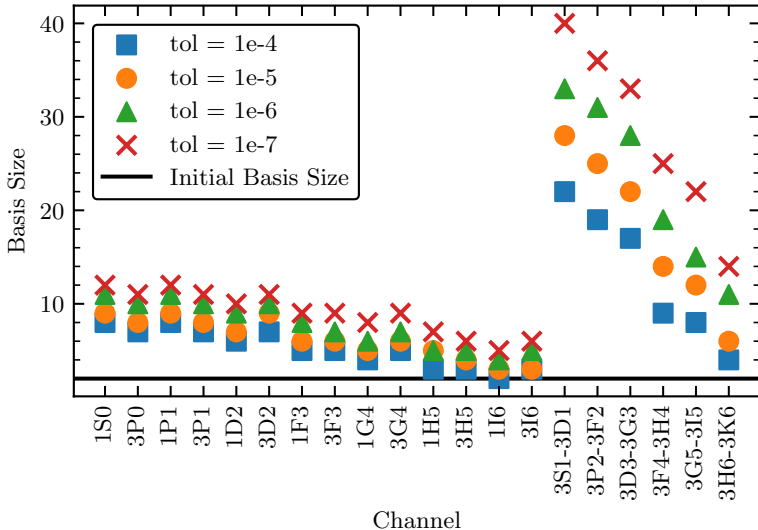 40
30
20
10
Basis Size
tol = 1e-4
tol = 1e-5
tol = 1e-6
tol = 1e-7
Initial Basis Size
1S0
3P0
1P1
3P1
1D2
3D2
1F3
3F3
1G4
3G4
1H5
3H5
1I6
3I6
3S1-3D1
3P2-3F2
3D3-3G3
3F4-3H4
3G5-3I5
3H6-3K6
Channel